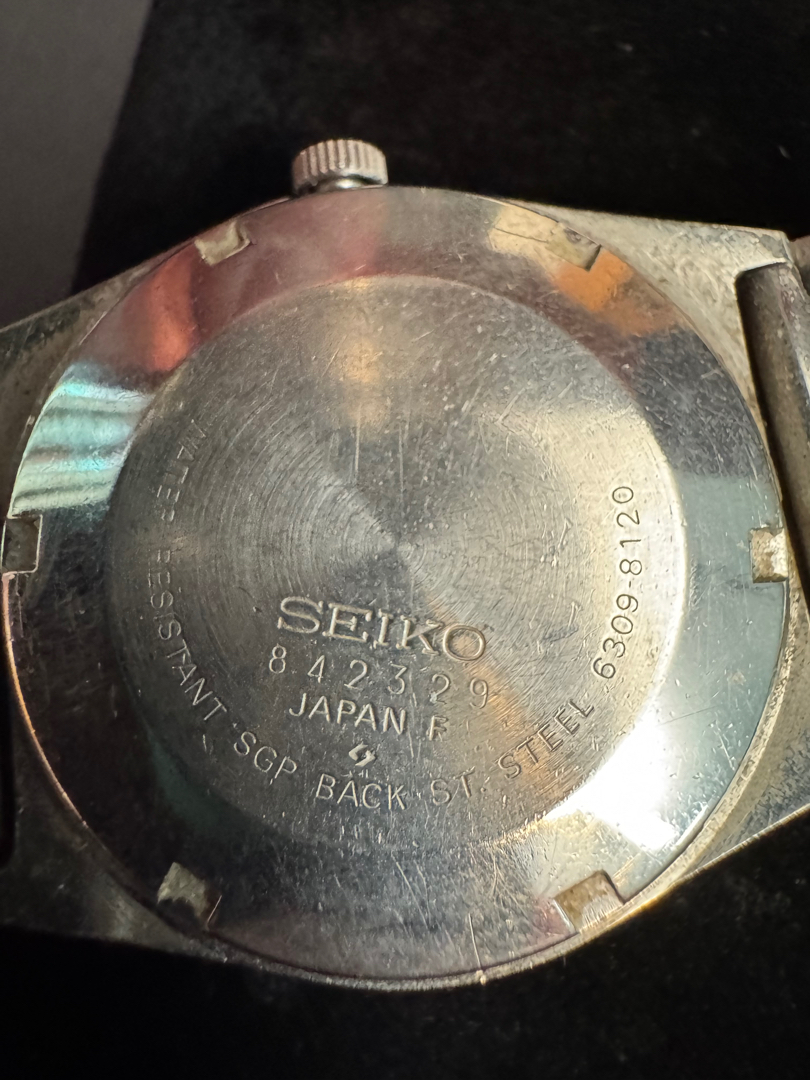 SEIKO
842329
JAPAN F
WATER RESISTANT SGP BACK ST. STEEL 6309-8120